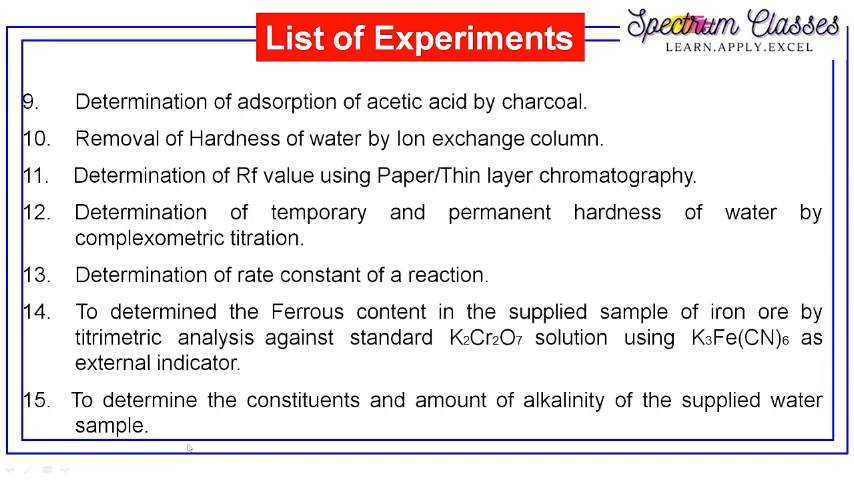 List of Experiments
Spectrum Classes
LEARN.APPLY.EXCEL
9. Determination of adsorption of acetic acid by charcoal.
10. Removal of Hardness of water by Ion exchange column.
11. Determination of Rf value using Paper/Thin layer chromatography.
12. Determination of temporary and permanent hardness of water by
complexometric titration.
13. Determination of rate constant of a reaction.
14. To determined the Ferrous content in the supplied sample of iron ore by
titrimetric analysis against standard K₂Cr₂O₇ solution using K₃Fe(CN)₆ as
external indicator.
15. To determine the constituents and amount of alkalinity of the supplied water
sample.